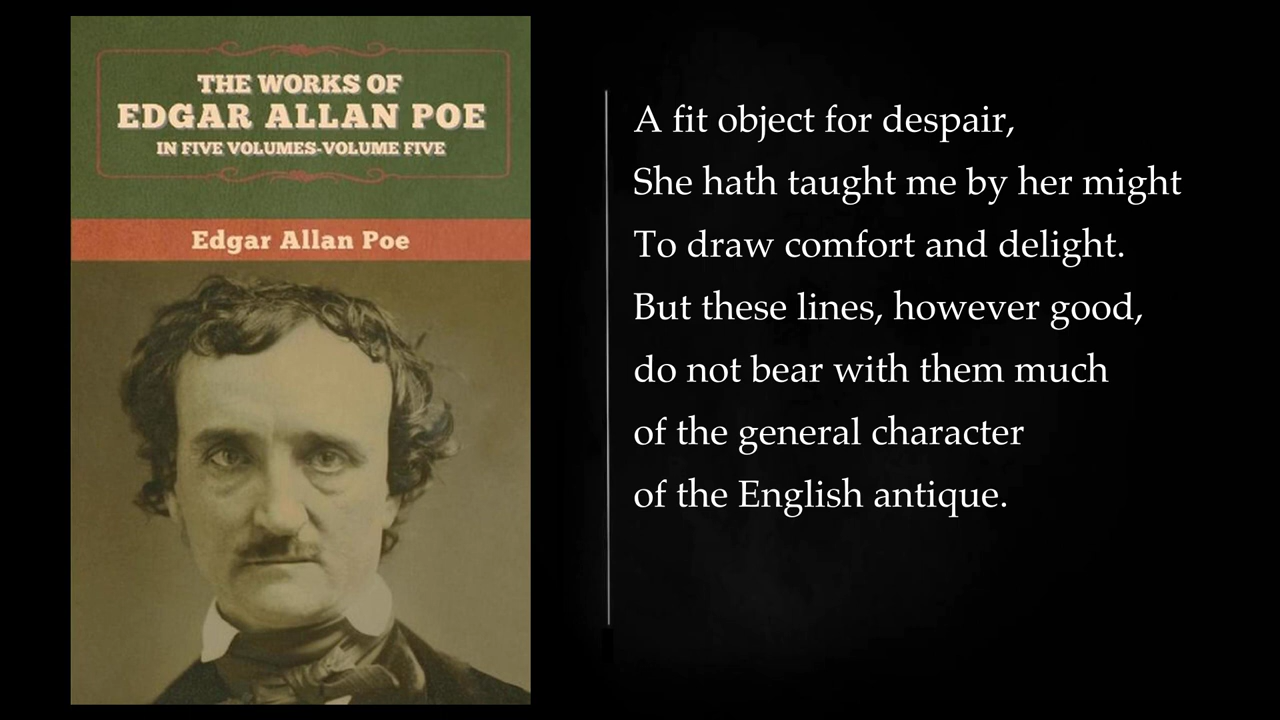 THE WORKS OF
EDGAR ALLAN POE
IN FIVE VOLUMES-VOLUME FIVE
Edgar Allan Poe
A fit object for despair,
She hath taught me by her might
To draw comfort and delight.
But these lines, however good,
do not bear with them much
of the general character
of the English antique.